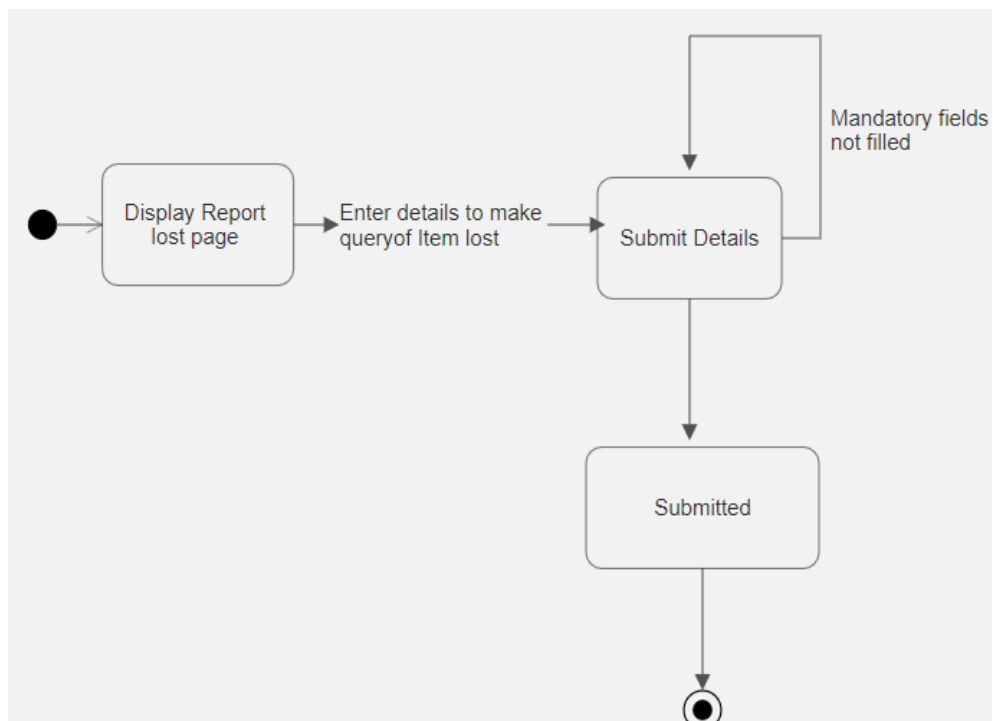 Mandatory fields
not filled
Display Report
lost page
Enter details to make
queryof Item lost
Submit Details
Submitted